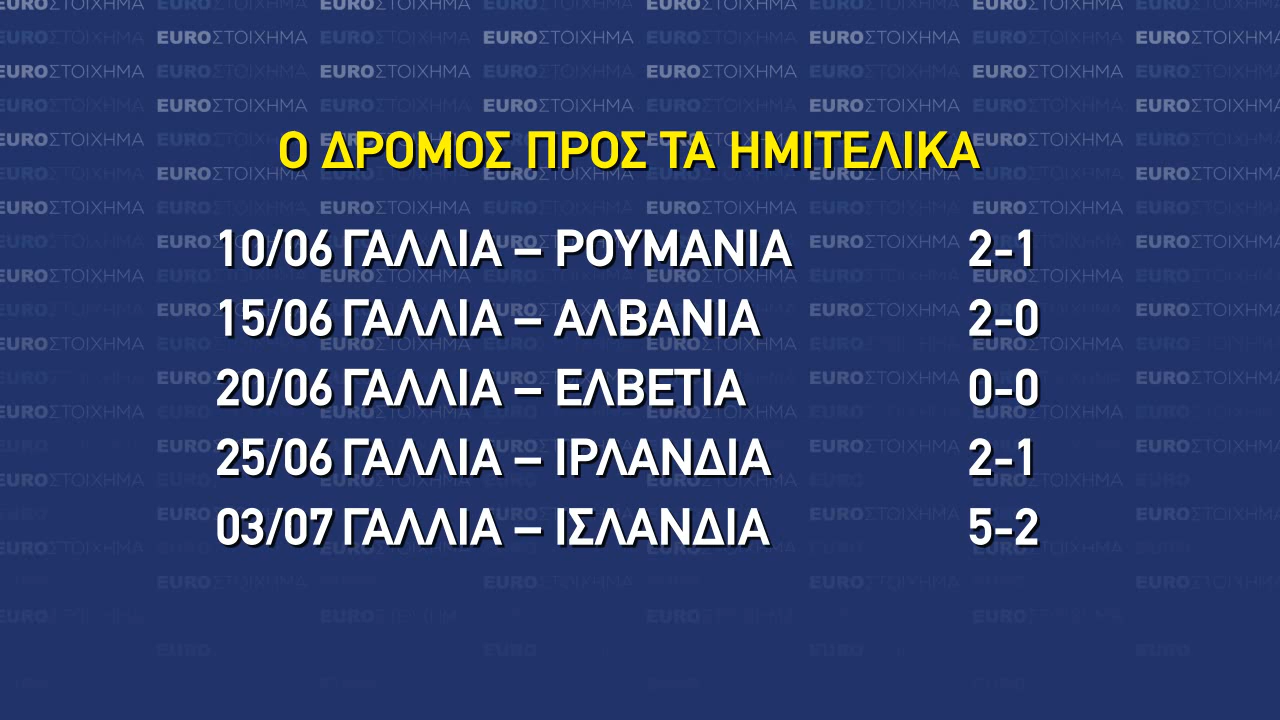 Ο ΔΡΟΜΟΣ ΠΡΟΣ ΤΑ ΗΜΙΤΕΛΙΚΑ
10/06 ΓΑΛΛΙΑ – ΡΟΥΜΑΝΙΑ 2-1
15/06 ΓΑΛΛΙΑ – ΑΛΒΑΝΙΑ 2-0
20/06 ΓΑΛΛΙΑ – ΕΛΒΕΤΙΑ 0-0
25/06 ΓΑΛΛΙΑ – ΙΡΛΑΝΔΙΑ 2-1
03/07 ΓΑΛΛΙΑ – ΙΣΛΑΝΔΙΑ 5-2